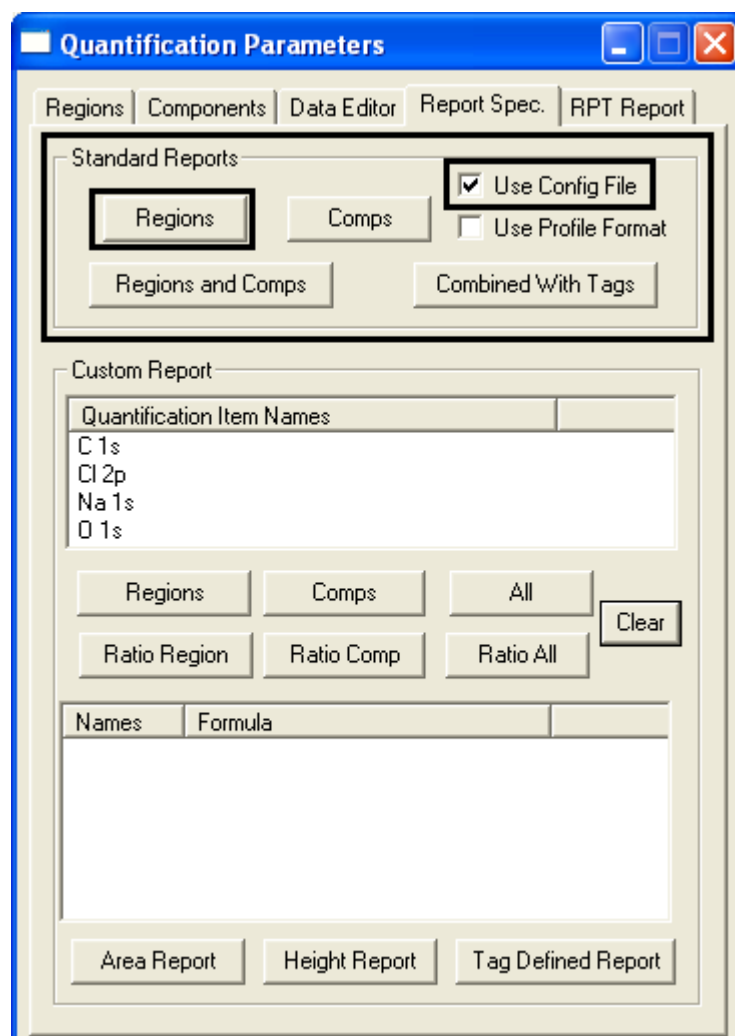 Quantification Parameters
Regions Components Data Editor Report Spec. RPT Report
Standard Reports
Use Config File
Regions Comps
Use Profile Format
Regions and Comps Combined With Tags
Custom Report
Quantification Item Names
C 1s
Cl 2p
Na 1s
O 1s
Regions Comps All
Clear
Ratio Region Ratio Comp Ratio All
Names Formula
Area Report Height Report Tag Defined Report